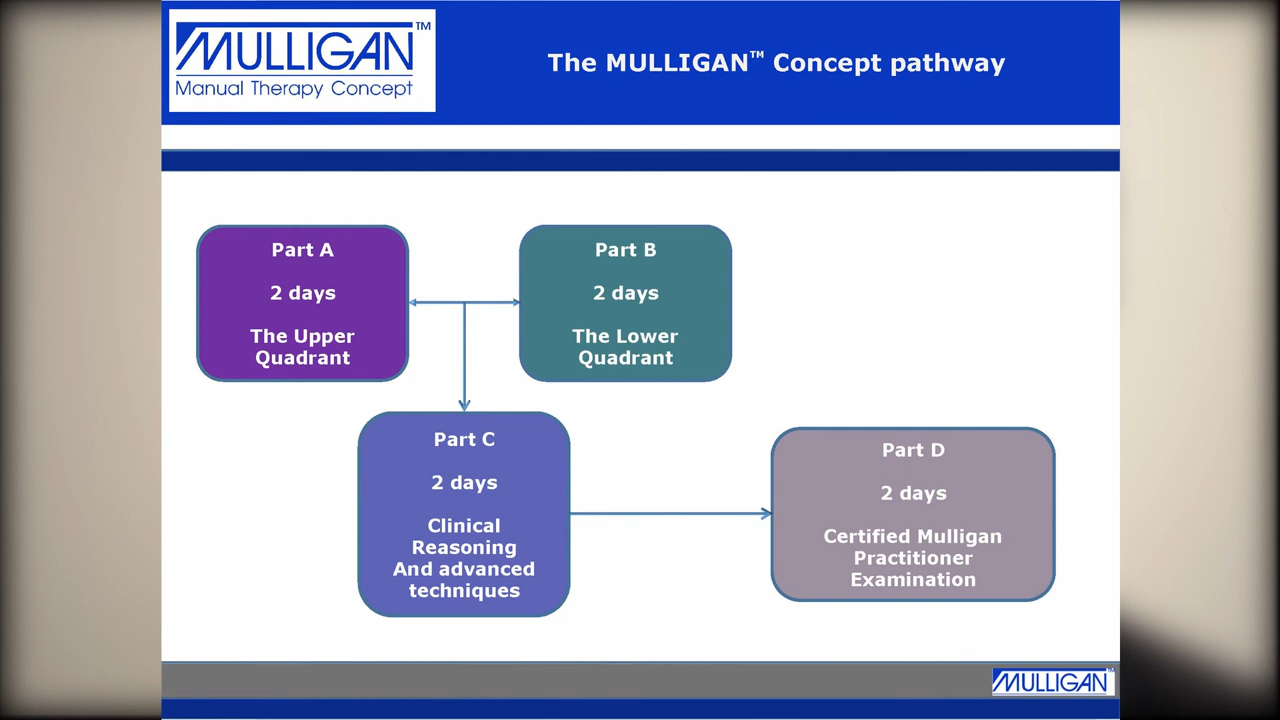 MULLIGAN™
Manual Therapy Concept
The MULLIGAN™ Concept pathway
Part A
2 days
The Upper
Quadrant
Part B
2 days
The Lower
Quadrant
Part C
2 days
Clinical
Reasoning
And advanced
techniques
Part D
2 days
Certified Mulligan
Practitioner
Examination
MULLIGAN™